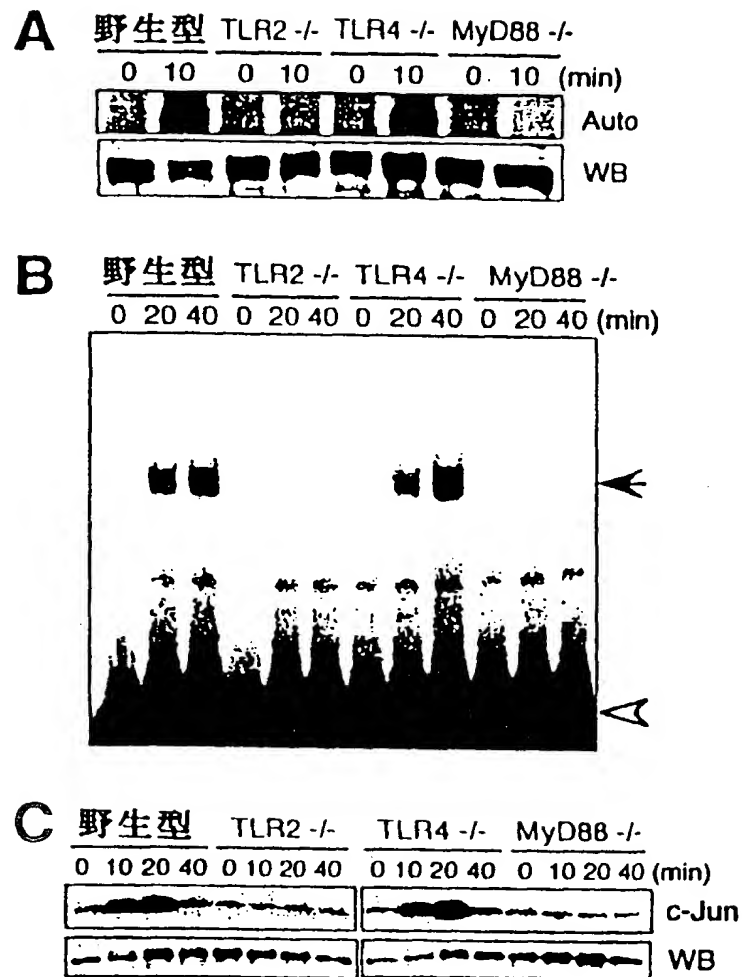 A 野生型 TLR2 -/- TLR4 -/- MyD88 -/-
0 10 0 10 0 10 0 10 (min)
Auto
WB
B 野生型 TLR2 -/- TLR4 -/- MyD88 -/-
0 20 40 0 20 40 0 20 40 0 20 40 (min)
C 野生型 TLR2 -/- TLR4 -/- MyD88 -/-
0 10 20 40 0 10 20 40 0 10 20 40 0 10 20 40 (min)
c-Jun
WB